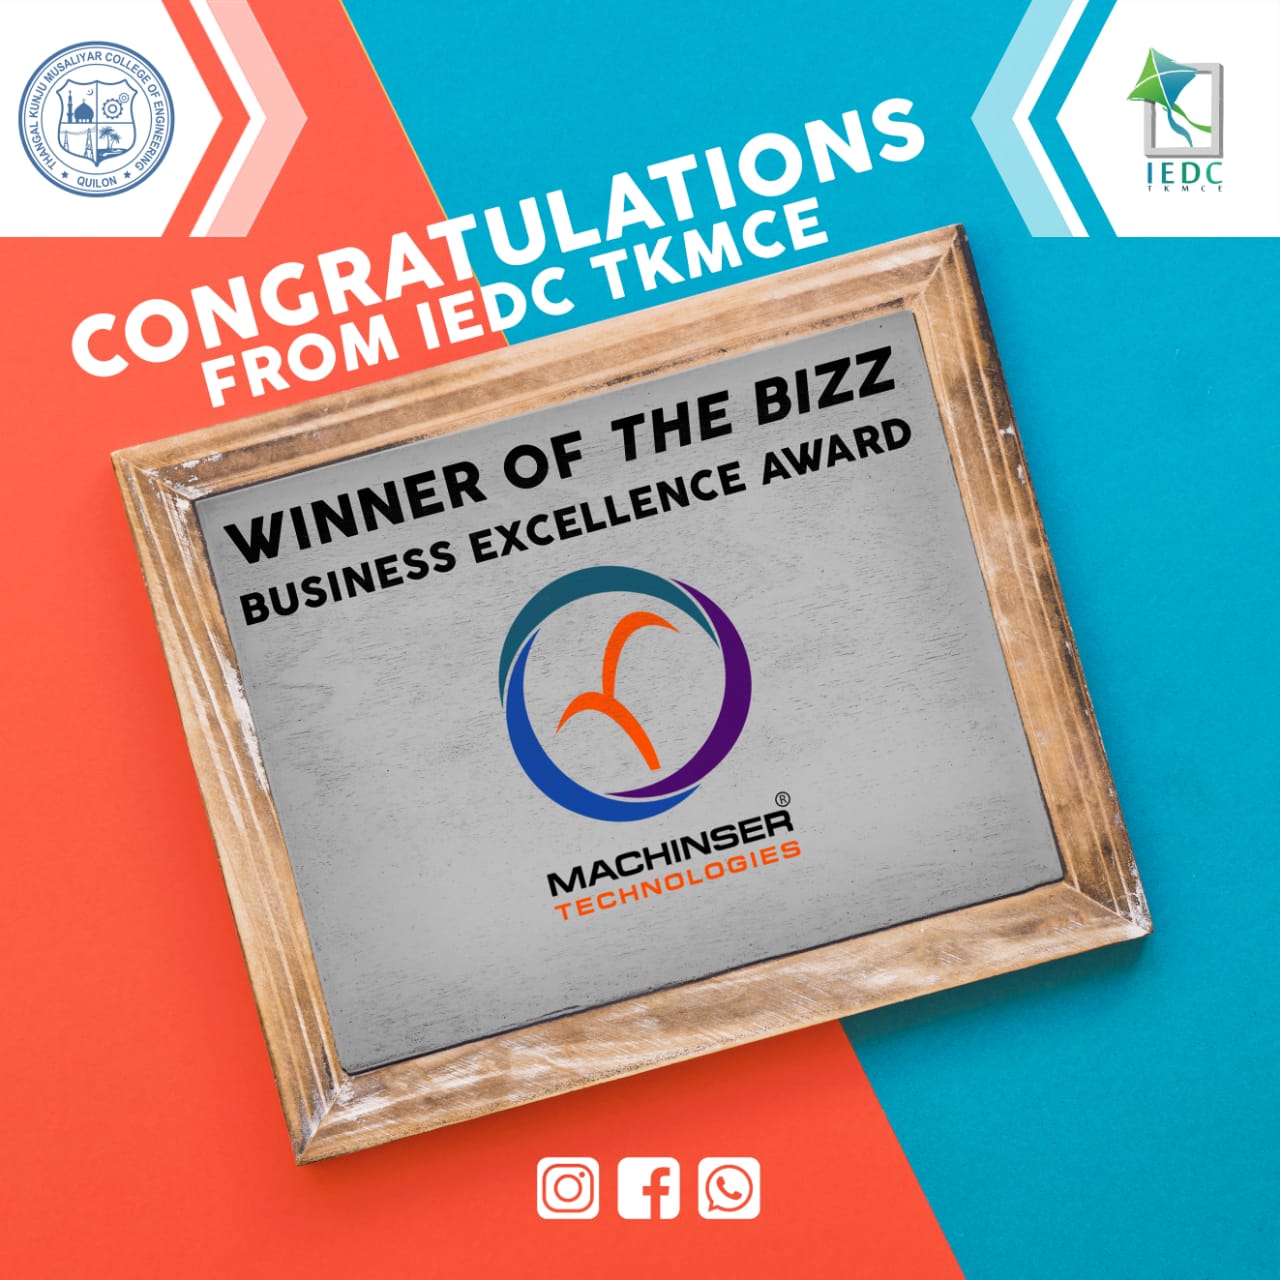 THANGAL KUNJU MUSALIYAR COLLEGE OF ENGINEERING
QUILON
IEDC
TKMCE
CONGRATULATIONS
FROM IEDC TKMCE
WINNER OF THE BIZZ
BUSINESS EXCELLENCE AWARD
MACHINSER®
TECHNOLOGIES